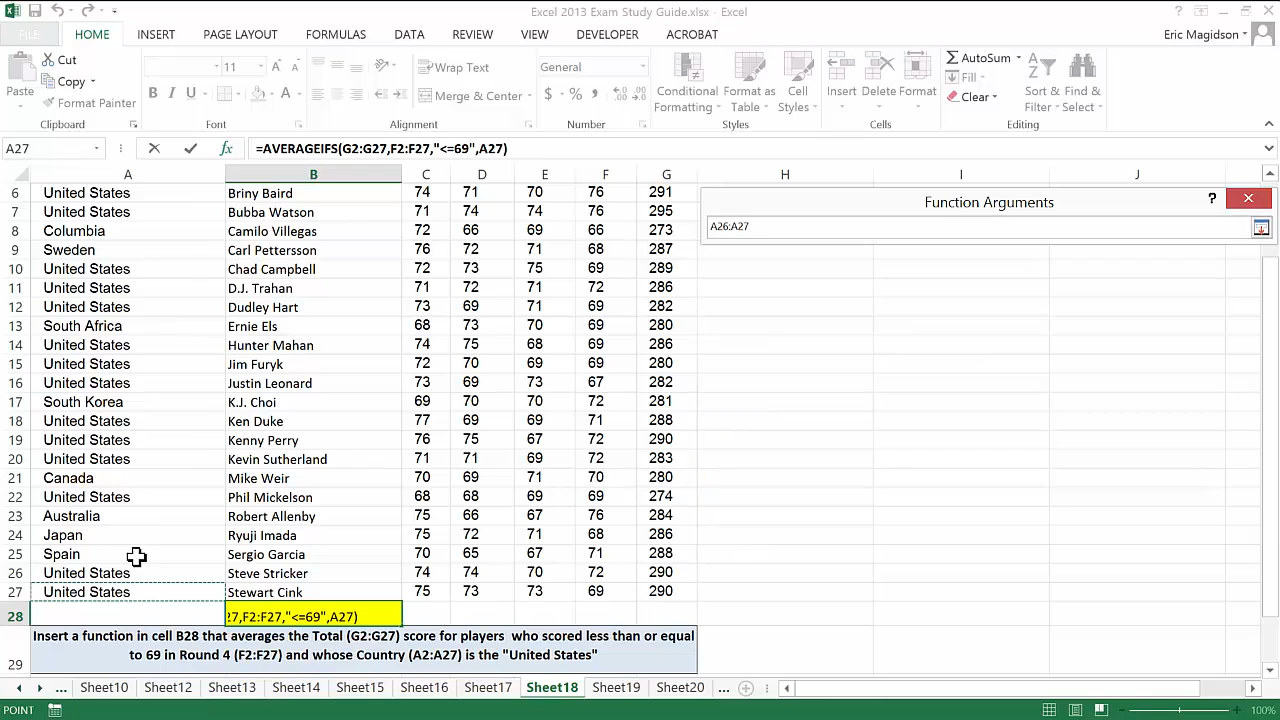 Excel 2013 Exam Study Guide.xlsx - Excel
FILE HOME INSERT PAGE LAYOUT FORMULAS DATA REVIEW VIEW DEVELOPER ACROBAT Eric Magidson
Paste Cut Copy Format Painter
11 Wrap Text Merge & Center General
Conditional Formatting Format as Table Cell Styles
Insert Delete Format
AutoSum Fill Clear Sort & Filter Find & Select
Clipboard Font Alignment Number Styles Cells Editing
A27 =AVERAGEIFS(G2:G27,F2:F27,"<=69",A27)
A B C D E F G H I J
Function Arguments
A26:A27
6 United States Briny Baird 74 71 70 76 291
7 United States Bubba Watson 71 74 74 76 295
8 Columbia Camilo Villegas 72 66 69 66 273
9 Sweden Carl Pettersson 76 72 71 68 287
10 United States Chad Campbell 72 73 75 69 289
11 United States D.J. Trahan 71 72 71 72 286
12 United States Dudley Hart 73 69 71 69 282
13 South Africa Ernie Els 68 73 70 69 280
14 United States Hunter Mahan 74 75 68 69 286
15 United States Jim Furyk 72 70 69 69 280
16 United States Justin Leonard 73 69 73 67 282
17 South Korea K.J. Choi 69 70 70 72 281
18 United States Ken Duke 77 69 69 71 288
19 United States Kenny Perry 76 75 67 72 290
20 United States Kevin Sutherland 71 71 69 72 283
21 Canada Mike Weir 70 69 71 70 280
22 United States Phil Mickelson 68 68 69 69 274
23 Australia Robert Allenby 75 66 67 76 284
24 Japan Ryuji Imada 75 72 71 68 286
25 Spain Sergio Garcia 70 65 67 71 288
26 United States Steve Stricker 74 74 70 72 290
27 United States Stewart Cink 75 73 73 69 290
28 27,F2:F27,"<=69",A27)
Insert a function in cell B28 that averages the Total (G2:G27) score for players who scored less than or equal
29 to 69 in Round 4 (F2:F27) and whose Country (A2:A27) is the "United States"
... Sheet10 Sheet12 Sheet13 Sheet14 Sheet15 Sheet16 Sheet17 Sheet18 Sheet19 Sheet20 ...
POINT 100%